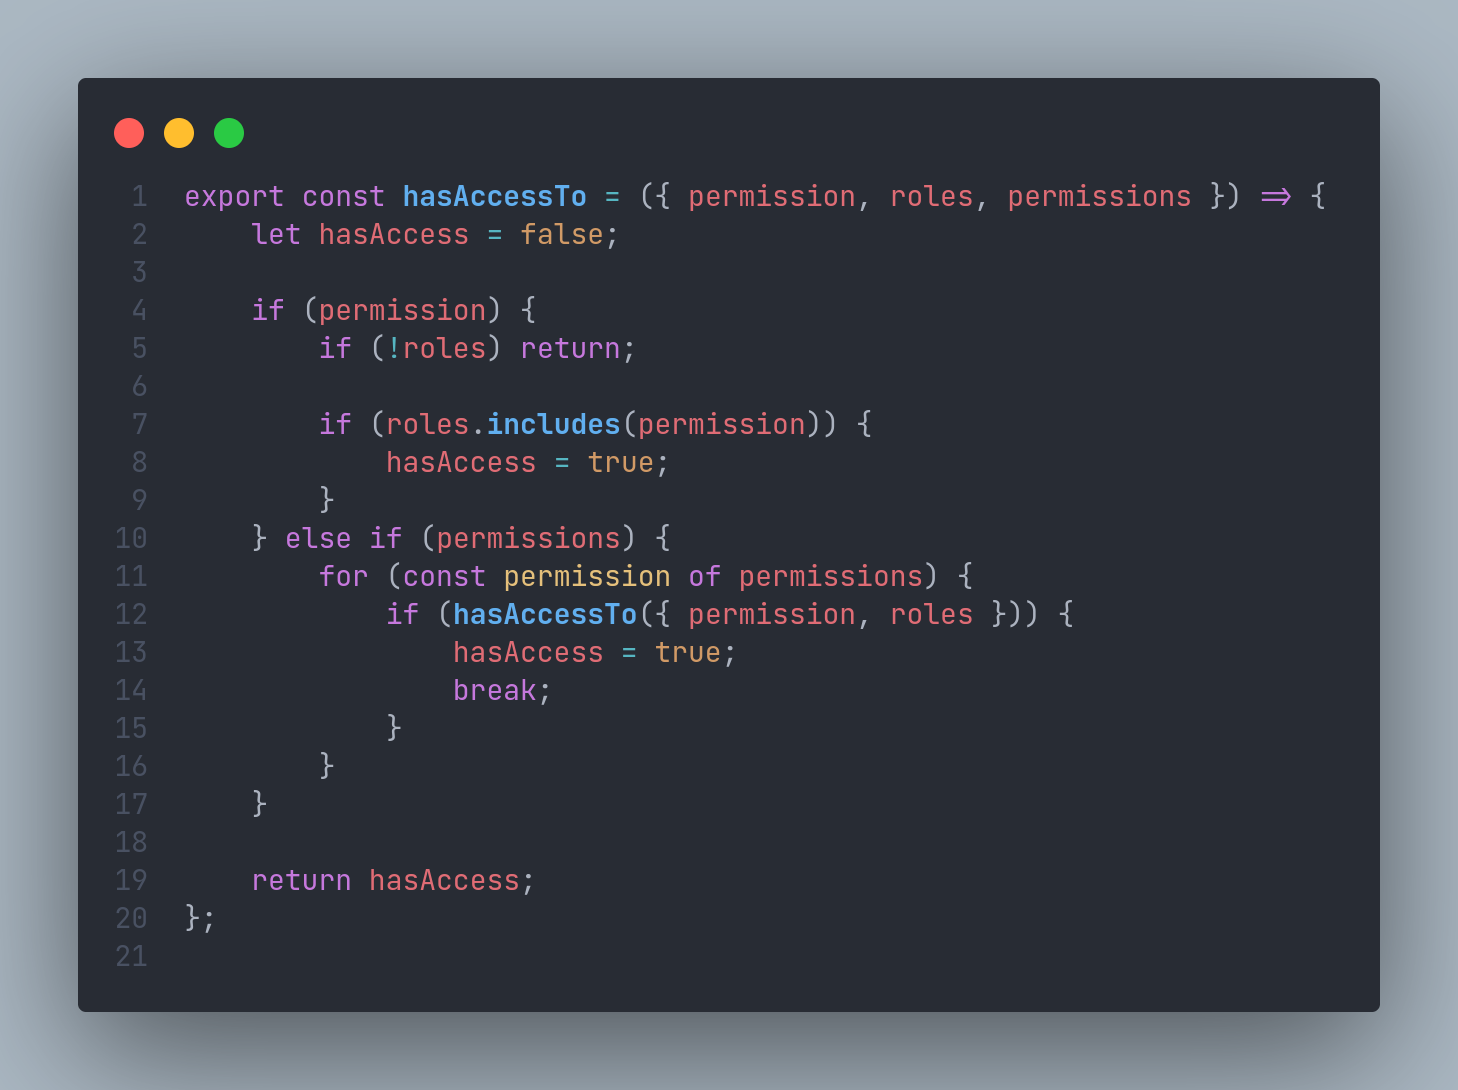 1 export const hasAccessTo = ({ permission, roles, permissions }) => {
2     let hasAccess = false;
3
4     if (permission) {
5         if (!roles) return;
6
7         if (roles.includes(permission)) {
8             hasAccess = true;
9         }
10     } else if (permissions) {
11         for (const permission of permissions) {
12             if (hasAccessTo({ permission, roles })) {
13                 hasAccess = true;
14                 break;
15             }
16         }
17     }
18
19     return hasAccess;
20 };
21